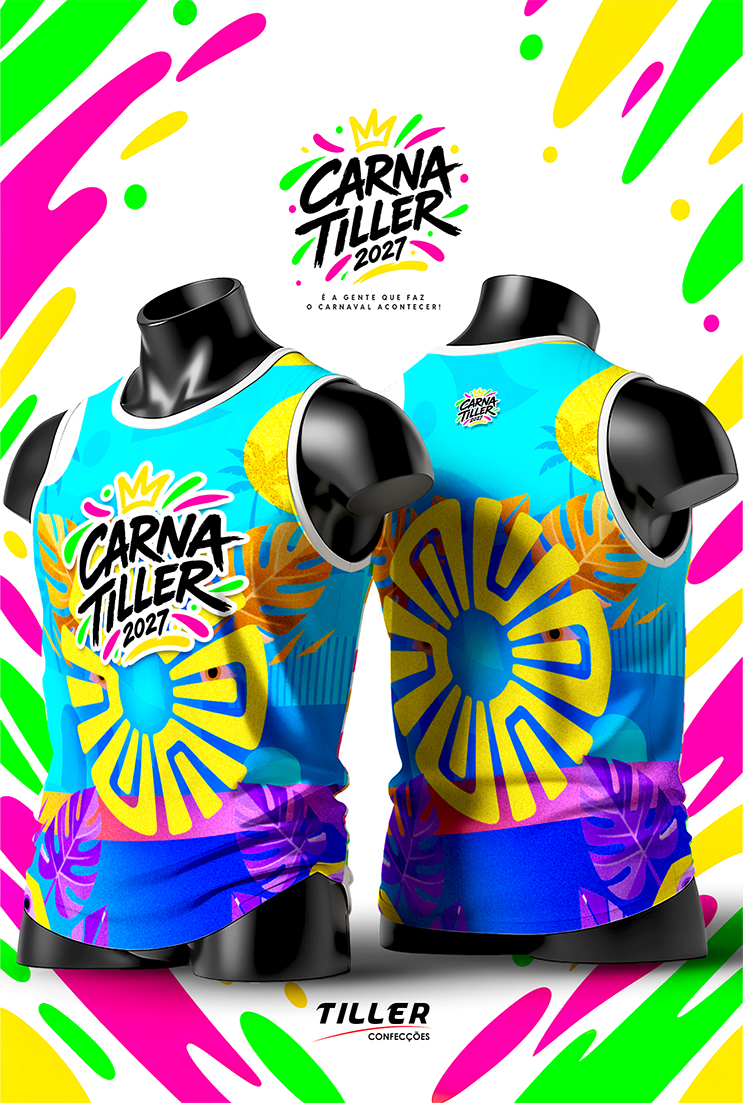 CARNA
TILLER
2027
É A GENTE QUE FAZ
O CARNAVAL ACONTECER!
CARNA
TILLER
2027
CARNA
TILLER
2027
TILLER
CONFECÇÕES